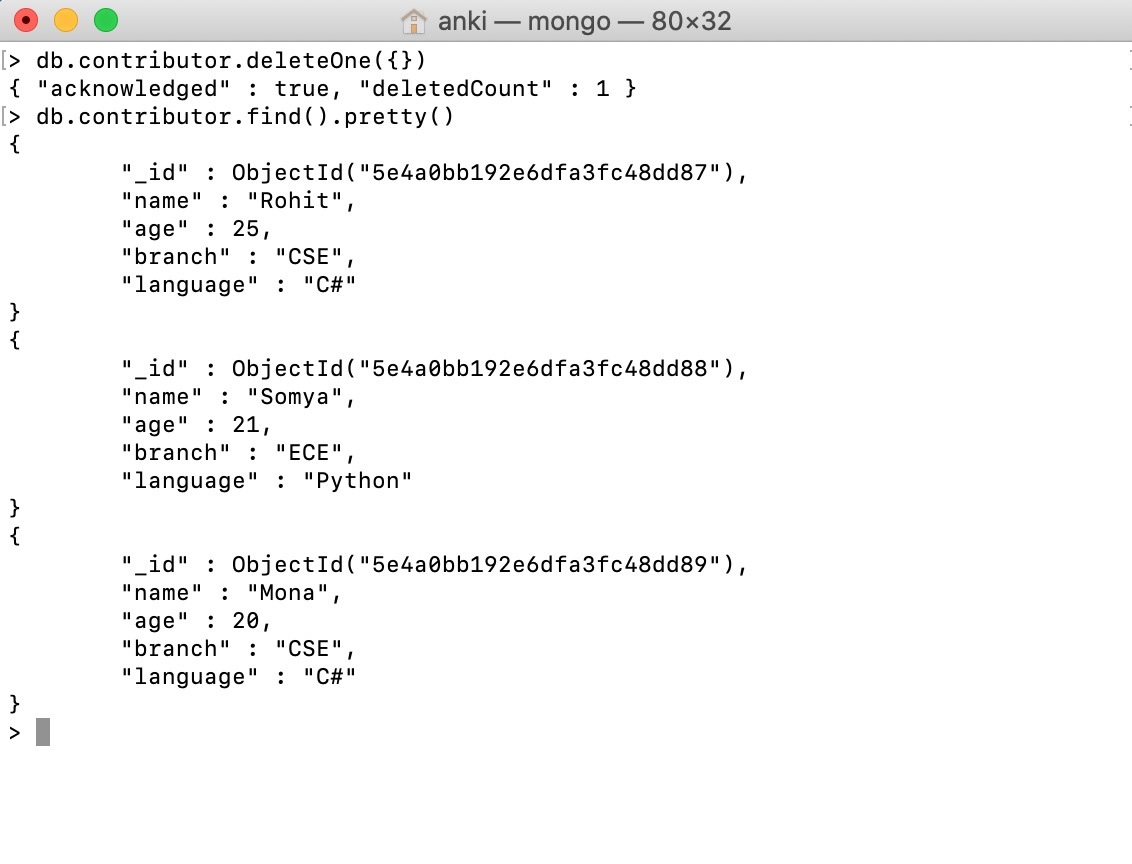 anki — mongo — 80×32
> db.contributor.deleteOne({})
{ "acknowledged" : true, "deletedCount" : 1 }
> db.contributor.find().pretty()
{
        "_id" : ObjectId("5e4a0bb192e6dfa3fc48dd87"),
        "name" : "Rohit",
        "age" : 25,
        "branch" : "CSE",
        "language" : "C#"
}
{
        "_id" : ObjectId("5e4a0bb192e6dfa3fc48dd88"),
        "name" : "Somya",
        "age" : 21,
        "branch" : "ECE",
        "language" : "Python"
}
{
        "_id" : ObjectId("5e4a0bb192e6dfa3fc48dd89"),
        "name" : "Mona",
        "age" : 20,
        "branch" : "CSE",
        "language" : "C#"
}
>